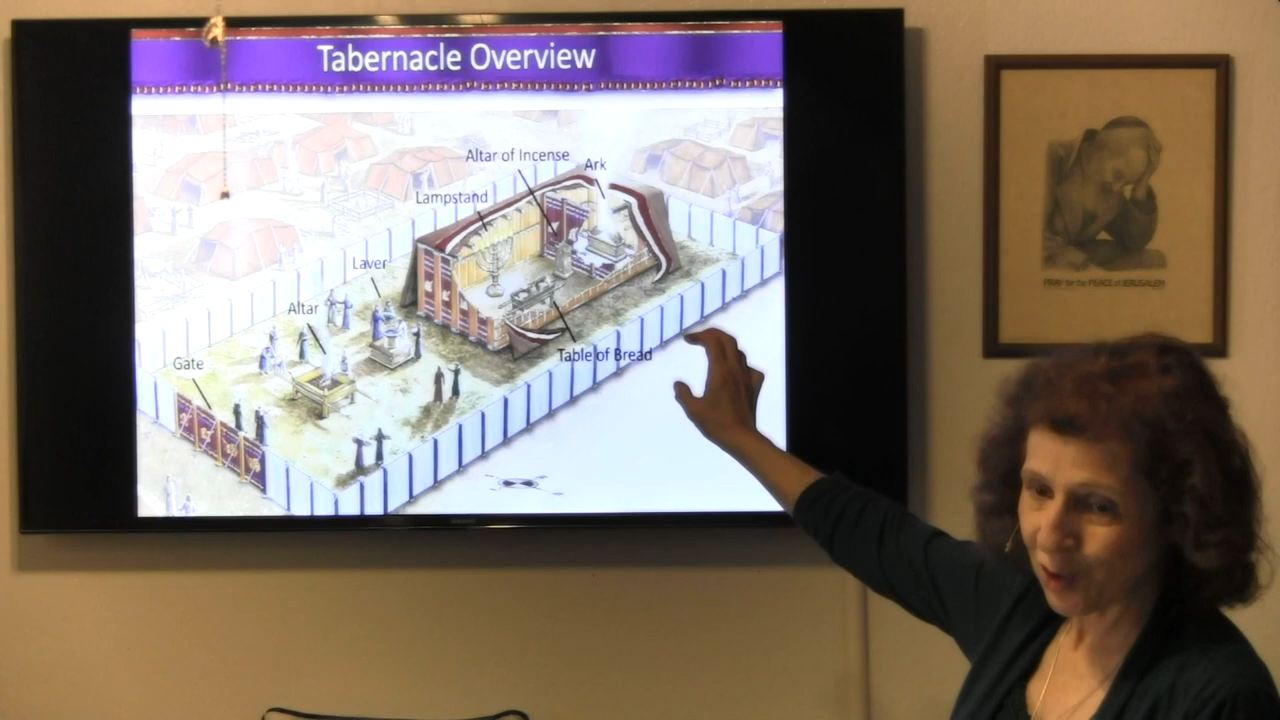 Tabernacle Overview
Altar of Incense
Ark
Lampstand
Laver
Altar
Table of Bread
Gate
PRAY for the PEACE of JERUSALEM